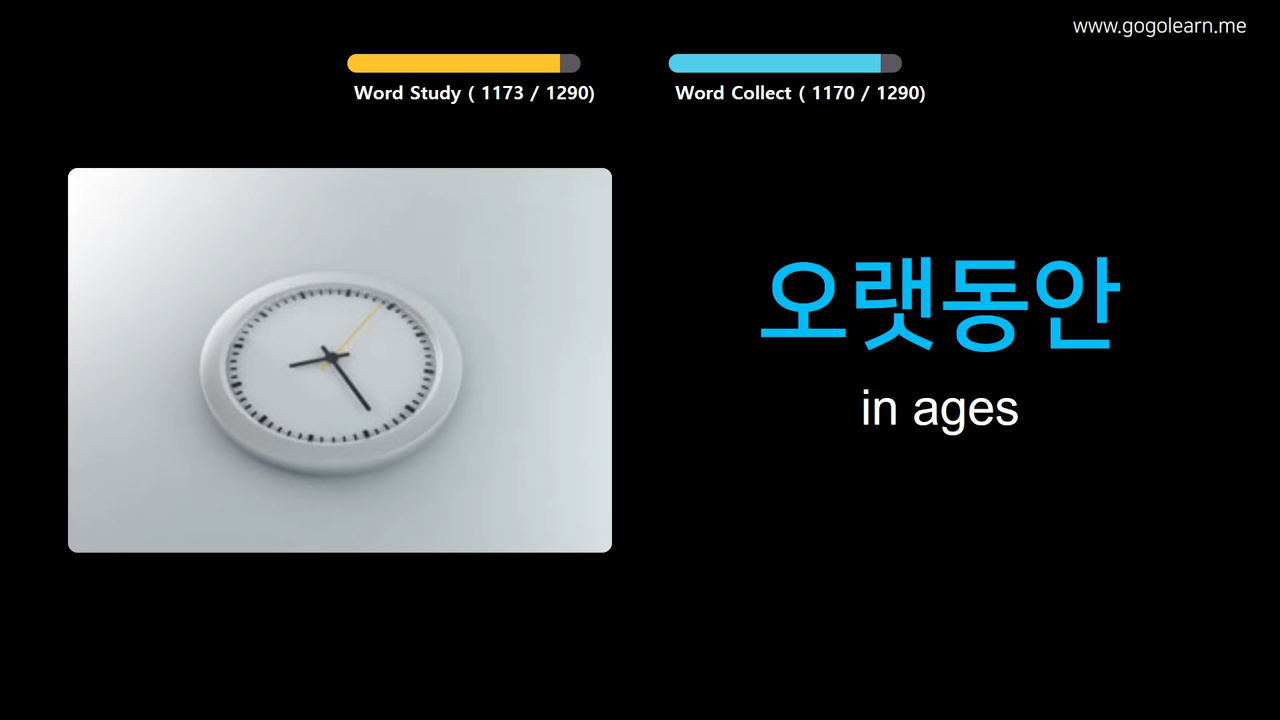 www.gogolearn.me
Word Study ( 1173 / 1290)
Word Collect ( 1170 / 1290)
오랫동안
in ages